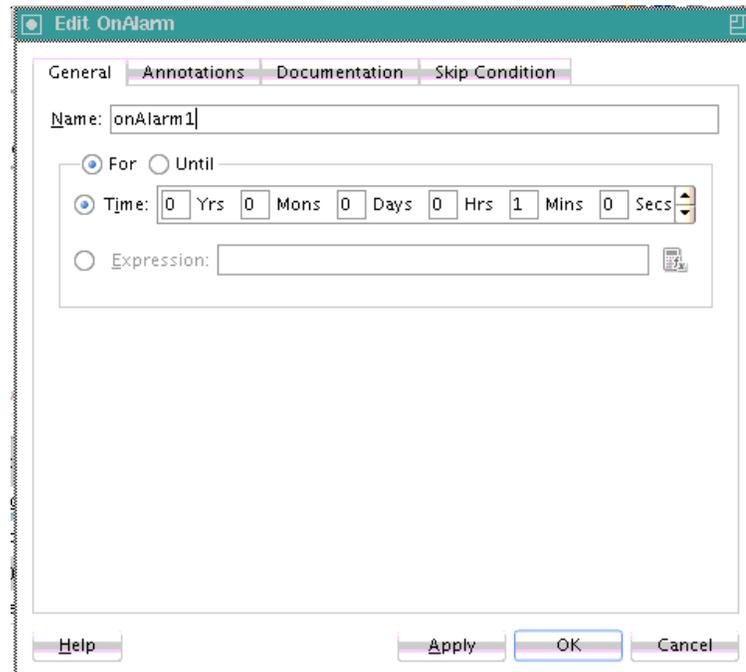 Edit OnAlarm
General Annotations Documentation Skip Condition
Name: onAlarm1
For Until
Time: 0 Yrs 0 Mons 0 Days 0 Hrs 1 Mins 0 Secs
Expression:
Help Apply OK Cancel